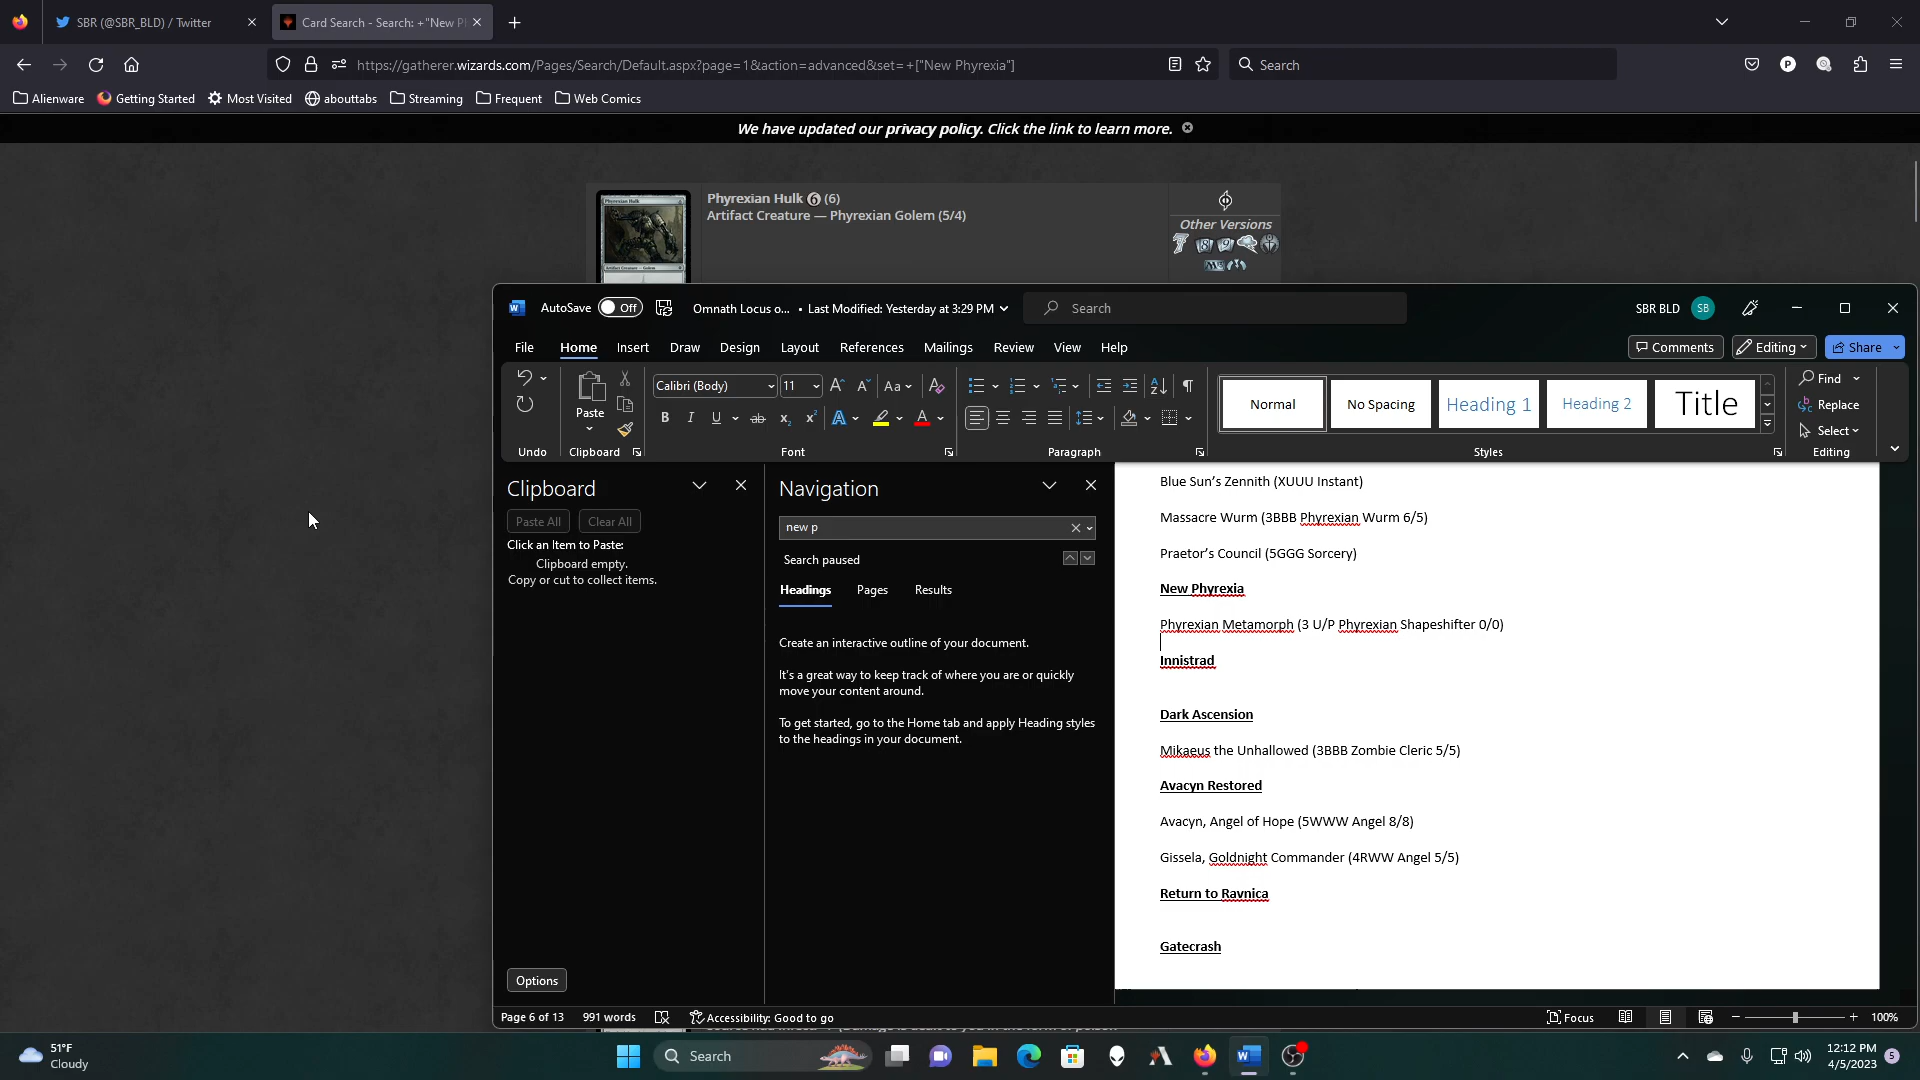 SBR (@SBR_BLD) / Twitter
Card Search - Search: +"New P
https://gatherer.wizards.com/Pages/Search/Default.aspx?page=1&action=advanced&set=+["New Phyrexia"]
Search
Alienware
Getting Started
Most Visited
abouttabs
Streaming
Frequent
Web Comics
We have updated our privacy policy. Click the link to learn more.
Phyrexian Hulk 6 (6)
Artifact Creature — Phyrexian Golem (5/4)
Other Versions
AutoSave
Off
Omnath Locus o... • Last Modified: Yesterday at 3:29 PM
Search
SBR BLD
SB
File
Home
Insert
Draw
Design
Layout
References
Mailings
Review
View
Help
Comments
Editing
Share
Paste
Calibri (Body)
11
Normal
No Spacing
Heading 1
Heading 2
Title
Find
Replace
Select
Undo
Clipboard
Font
Paragraph
Styles
Editing
Clipboard
Paste All
Clear All
Click an Item to Paste:
Clipboard empty.
Copy or cut to collect items.
Options
Navigation
new p
Search paused
Headings
Pages
Results
Create an interactive outline of your document.
It's a great way to keep track of where you are or quickly
move your content around.
To get started, go to the Home tab and apply Heading styles
to the headings in your document.
Blue Sun's Zennith (XUUU Instant)
Massacre Wurm (3BBB Phyrexian Wurm 6/5)
Praetor's Council (5GGG Sorcery)
New Phyrexia
Phyrexian Metamorph (3 U/P Phyrexian Shapeshifter 0/0)
Innistrad
Dark Ascension
Mikaeus the Unhallowed (3BBB Zombie Cleric 5/5)
Avacyn Restored
Avacyn, Angel of Hope (5WWW Angel 8/8)
Gissela, Goldnight Commander (4RWW Angel 5/5)
Return to Ravnica
Gatecrash
Page 6 of 13
991 words
Accessibility: Good to go
Focus
100%
51°F
Cloudy
Search
12:12 PM
4/5/2023
5